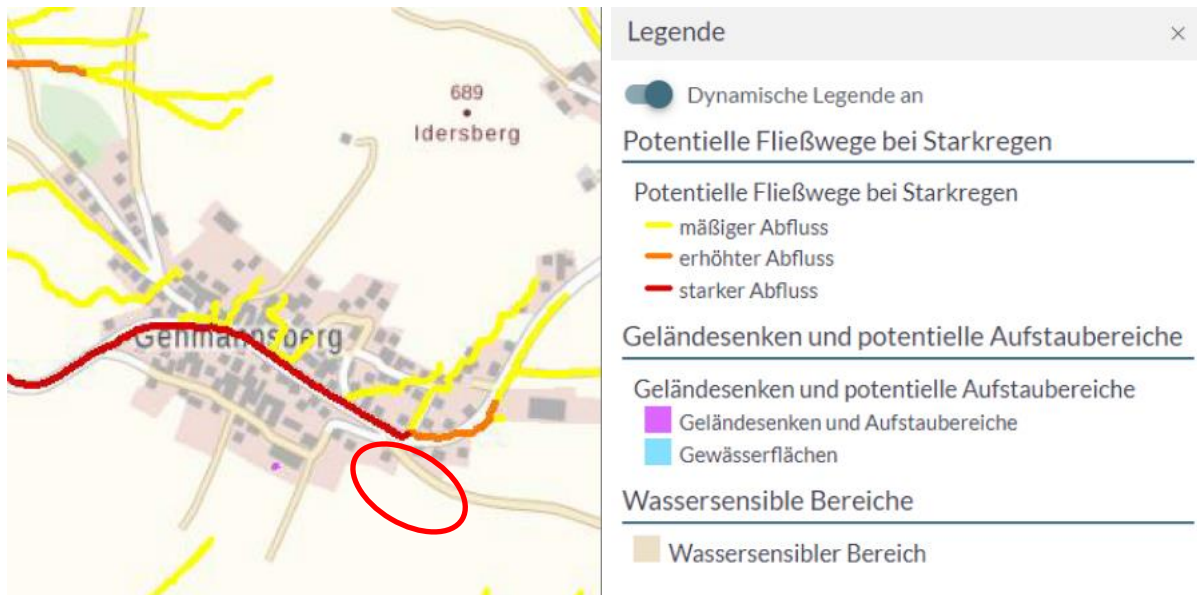 689
Idersberg
Gehmannsberg
Legende ×
Dynamische Legende an
Potentielle Fließwege bei Starkregen
Potentielle Fließwege bei Starkregen
mäßiger Abfluss
erhöhter Abfluss
starker Abfluss
Geländesenken und potentielle Aufstaubereiche
Geländesenken und potentielle Aufstaubereiche
Geländesenken und Aufstaubereiche
Gewässerflächen
Wassersensible Bereiche
Wassersensibler Bereich